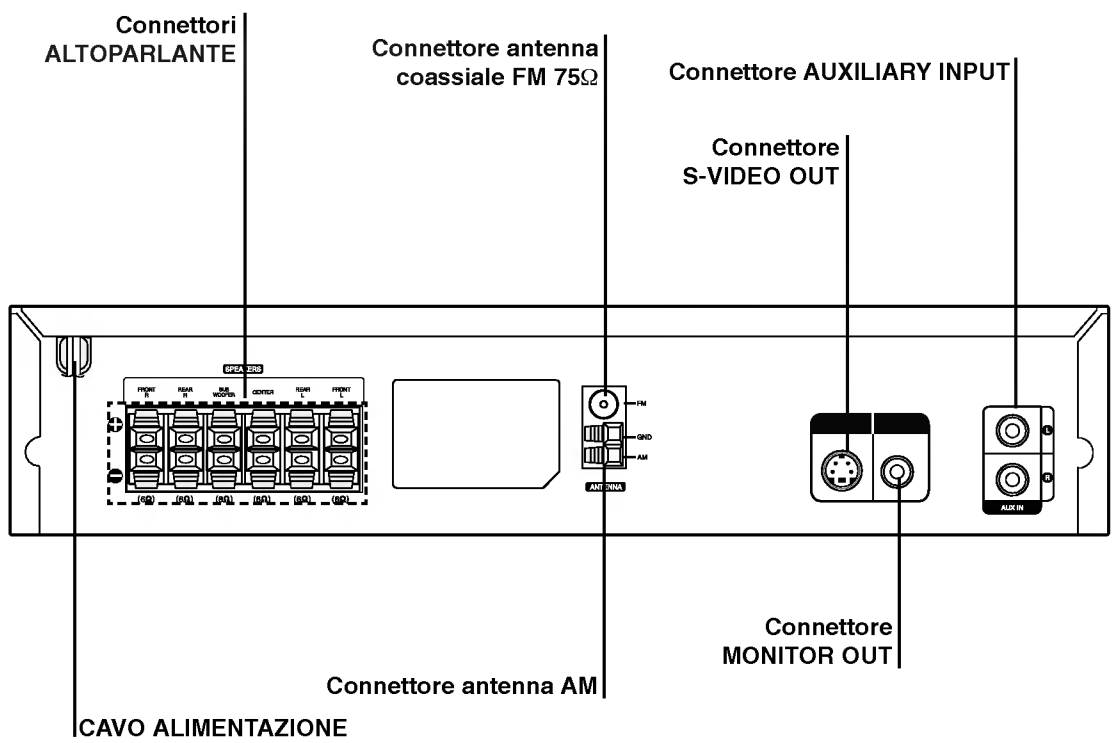 Connettori
ALTOPARLANTE
Connettore antenna
coassiale FM 75Ω
Connettore AUXILIARY INPUT
Connettore
S-VIDEO OUT
SPEAKERS
FRONT R
REAR R
SUB WOOFER
CENTER
REAR L
FRONT L
(6Ω) (6Ω) (8Ω) (6Ω) (6Ω) (6Ω)
FM
GND
AM
ANTENNA
L
R
AUX IN
Connettore
MONITOR OUT
Connettore antenna AM
CAVO ALIMENTAZIONE